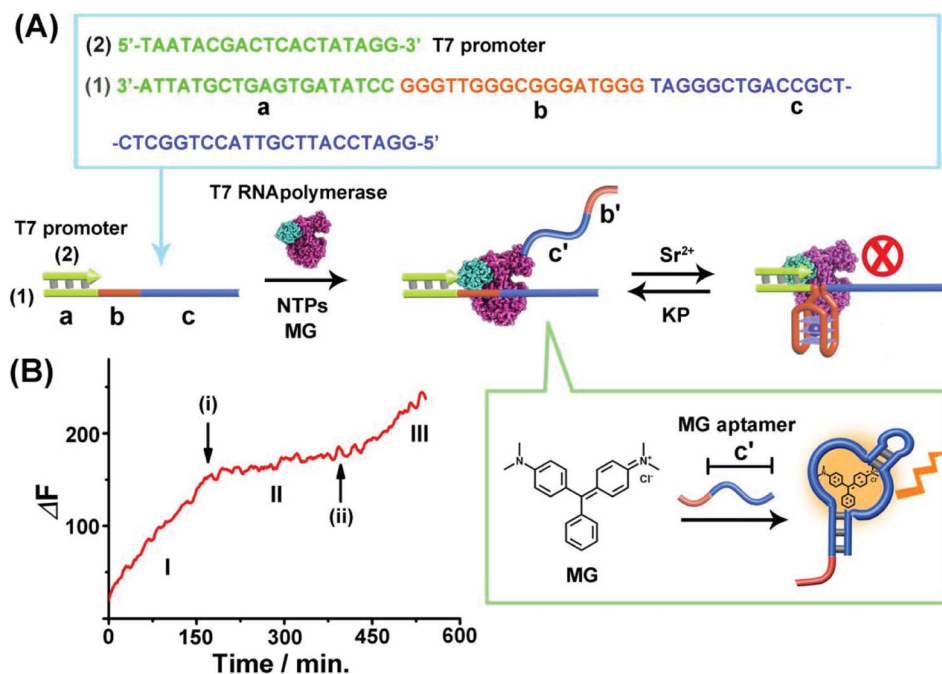 (A)
(2) 5’-TAATACGACTCACTATAGG-3’ T7 promoter
(1) 3’-ATTATGCTGAGTGATATCC GGGTTGGGCGGGATGGG TAGGGCTGACCGCT-
a b c
-CTCGGTCCATTGCTTACCTAGG-5’
T7 promoter
(2)
(1)
a b c
T7 RNApolymerase
NTPs
MG
b'
c'
Sr²⁺
KP
X
(B)
ΔF
200
100
0 150 300 450 600
Time / min.
(i)
(ii)
I
II
III
N
N⁺
Cl⁻
MG
MG aptamer
c'
N⁺
Cl⁻